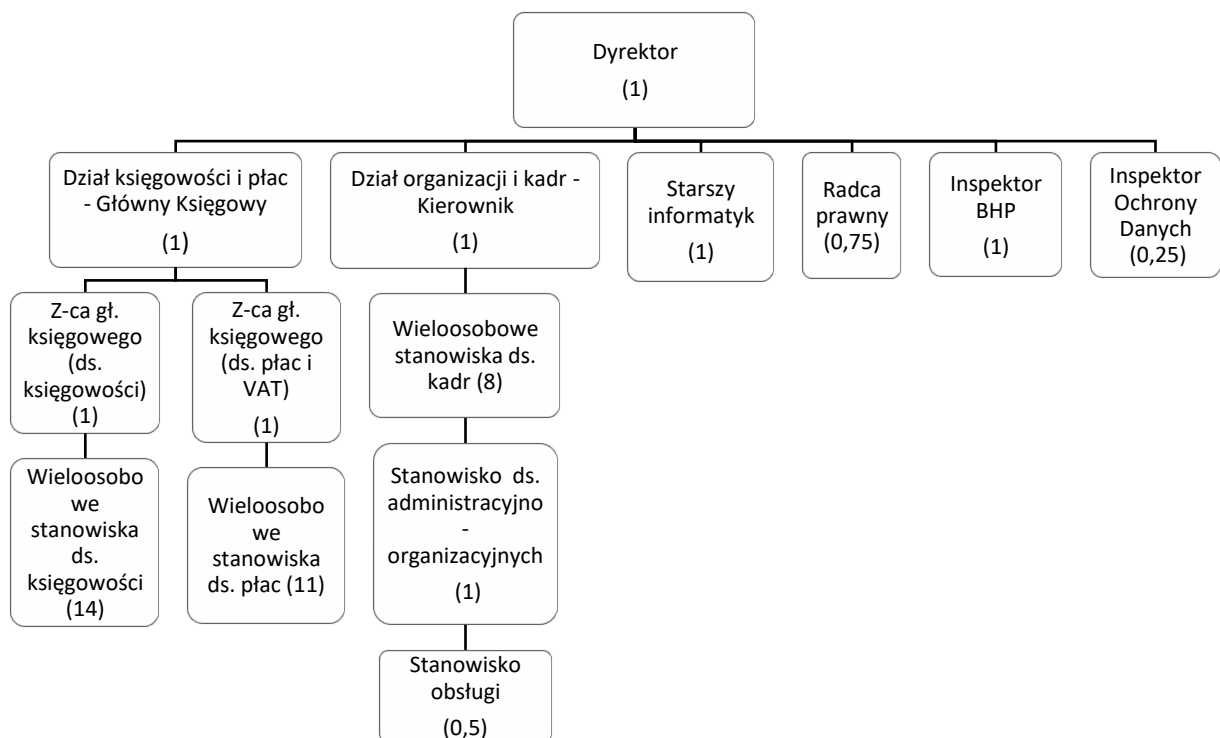 Dyrektor
(1)
Dział księgowości i płac -
- Główny Księgowy
(1)
Dział organizacji i kadr -
Kierownik
(1)
Starszy
informatyk
(1)
Radca
prawny
(0,75)
Inspektor
BHP
(1)
Inspektor
Ochrony
Danych
(0,25)
Z-ca gł.
księgowego
(ds.
księgowości)
(1)
Z-ca gł.
księgowego
(ds. płac i
VAT)
(1)
Wieloosobowe
stanowiska ds.
kadr (8)
Wieloosobo
we
stanowiska
ds.
księgowości
(14)
Wieloosobo
we
stanowiska
ds. płac (11)
Stanowisko ds.
administracyjno
-
organizacyjnych
(1)
Stanowisko
obsługi
(0,5)